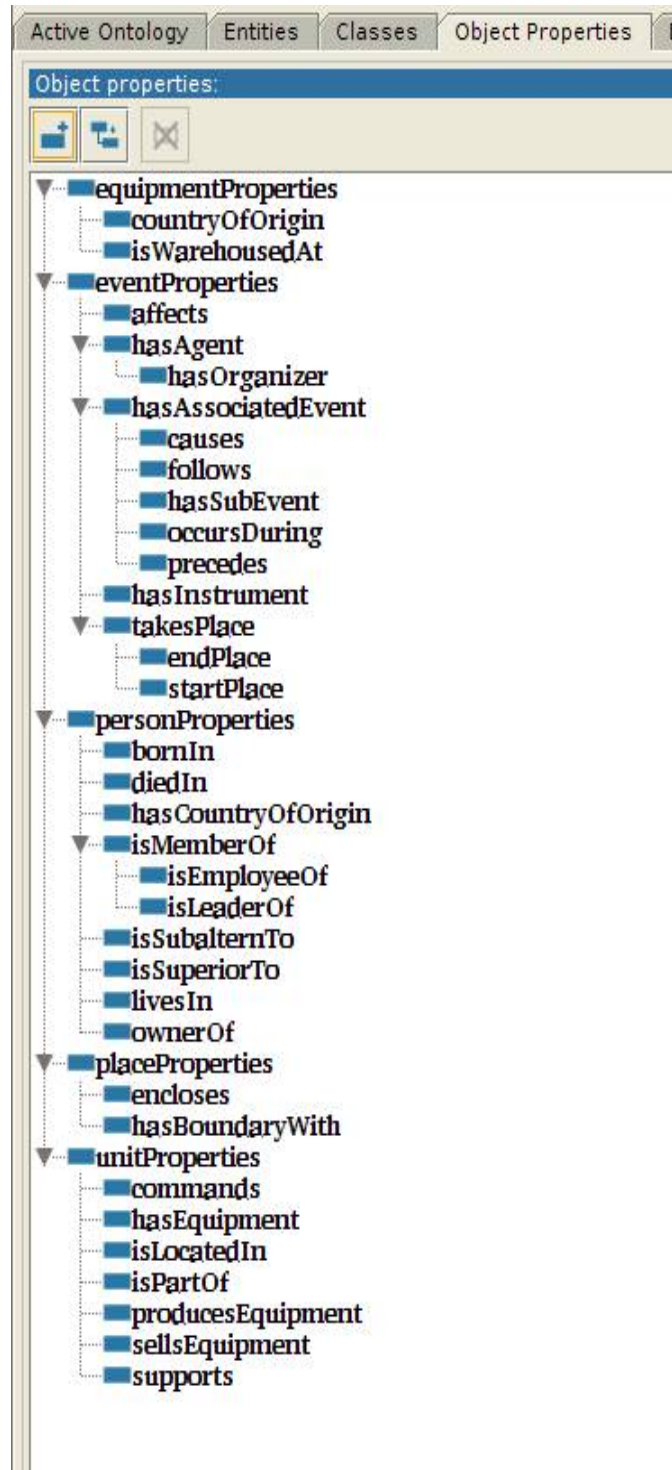 Active Ontology Entities Classes Object Properties
Object properties:
equipmentProperties
countryOfOrigin
isWarehousedAt
eventProperties
affects
hasAgent
hasOrganizer
hasAssociatedEvent
causes
follows
hasSubEvent
occursDuring
precedes
hasInstrument
takesPlace
endPlace
startPlace
personProperties
bornIn
diedIn
hasCountryOfOrigin
isMemberOf
isEmployeeOf
isLeaderOf
isSubalternTo
isSuperiorTo
livesIn
ownerOf
placeProperties
encloses
hasBoundaryWith
unitProperties
commands
hasEquipment
isLocatedIn
isPartOf
producesEquipment
sellsEquipment
supports